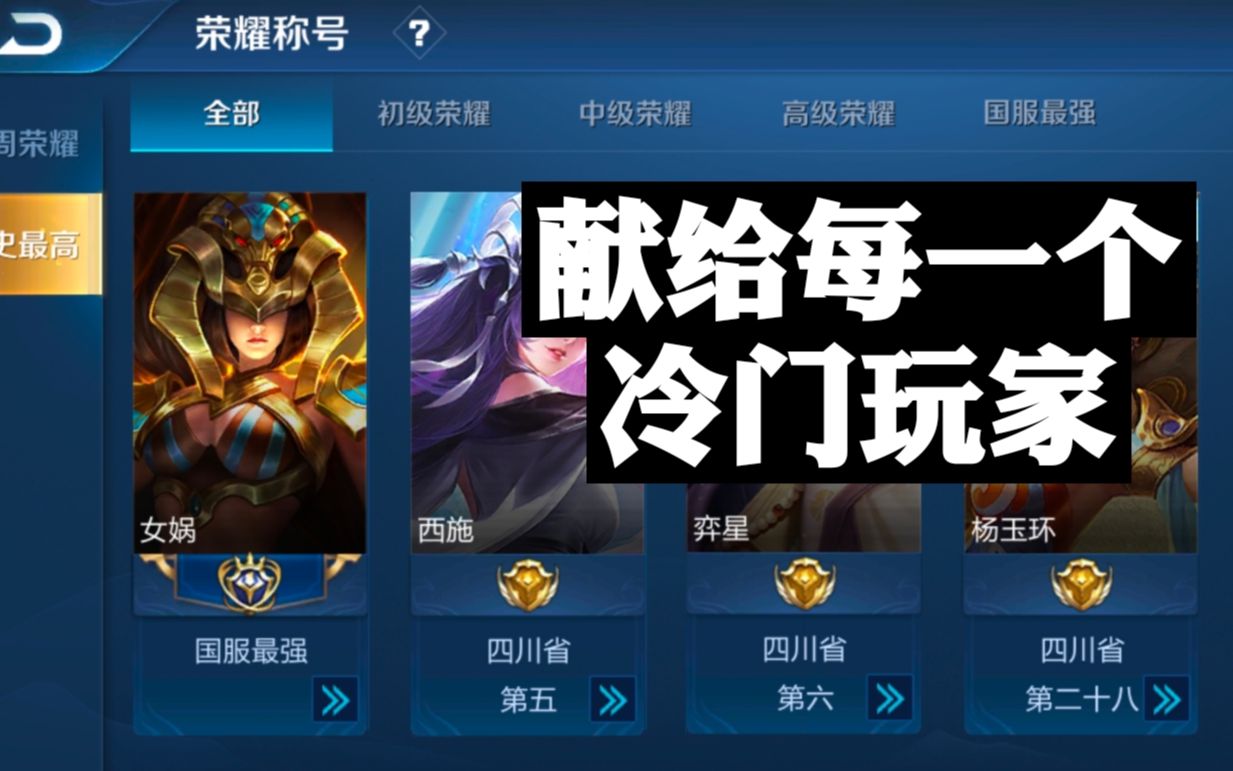 荣耀称号 ?
全部 初级荣耀 中级荣耀 高级荣耀 国服最强
周荣耀
史最高
献给每一个
冷门玩家
女娲 西施 弈星 杨玉环
国服最强 四川省 四川省 四川省
第五 第六 第二十八